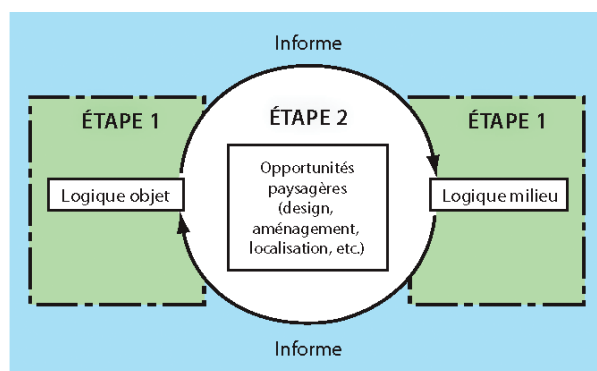 Informe
ÉTAPE 1
ÉTAPE 2
ÉTAPE 1
Logique objet
Opportunités
paysagères
(design,
aménagement,
localisation, etc.)
Logique milieu
Informe